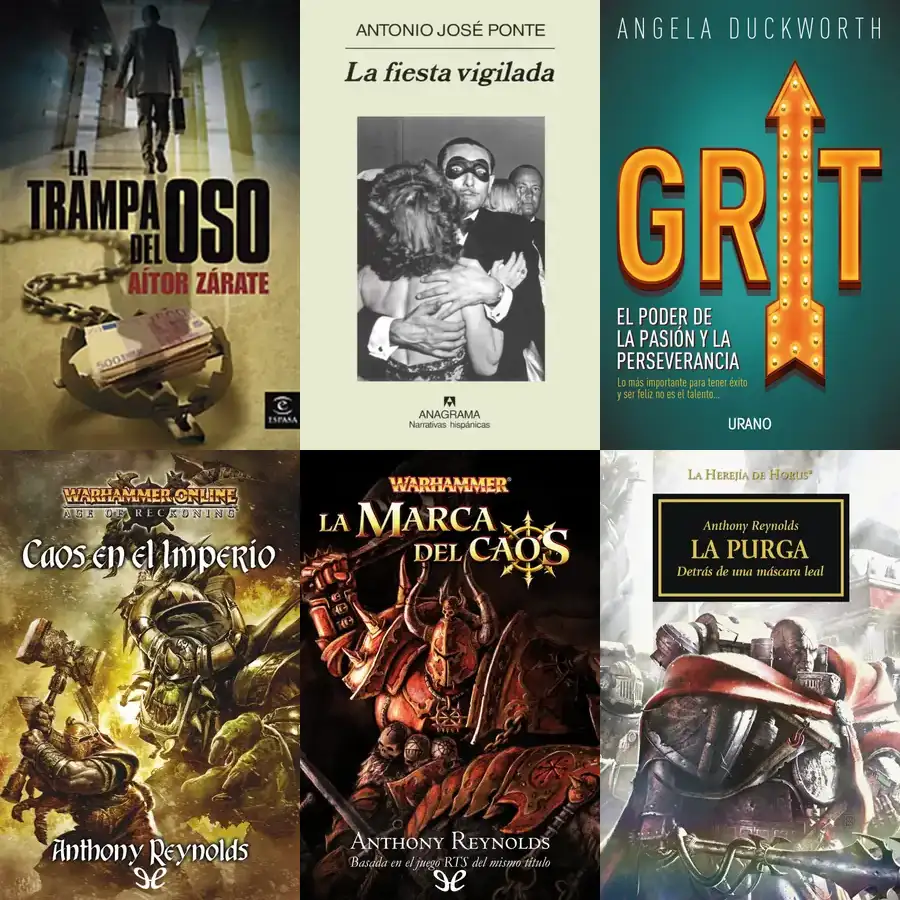 LA
TRAMPA
DEL OSO
AÍTOR ZÁRATE
500
ESPASA
ANTONIO JOSÉ PONTE
La fiesta vigilada
ANAGRAMA
Narrativas hispánicas
ANGELA DUCKWORTH
GRIT
EL PODER DE
LA PASIÓN Y LA
PERSEVERANCIA
Lo más importante para tener éxito
y ser feliz no es el talento...
URANO
WARHAMMER ONLINE
AGE OF RECKONING
Caos en el Imperio
Anthony Reynolds
WARHAMMER
LA MARCA
DEL CAOS
ANTHONY REYNOLDS
Basada en el juego RTS del mismo título
LA HEREJÍA DE HORUS®
Anthony Reynolds
LA PURGA
Detrás de una máscara leal